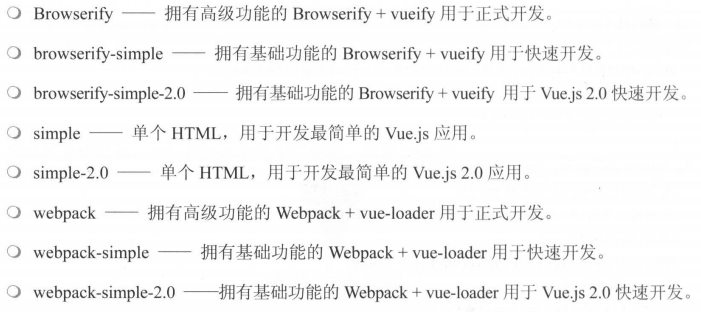 ○ Browserify —— 拥有高级功能的 Browserify + vueify 用于正式开发。
○ browserify-simple —— 拥有基础功能的 Browserify + vueify 用于快速开发。
○ browserify-simple-2.0 —— 拥有基础功能的 Browserify + vueify 用于 Vue.js 2.0 快速开发。
○ simple —— 单个 HTML，用于开发最简单的 Vue.js 应用。
○ simple-2.0 —— 单个 HTML，用于开发最简单的 Vue.js 2.0 应用。
○ webpack —— 拥有高级功能的 Webpack + vue-loader 用于正式开发。
○ webpack-simple —— 拥有基础功能的 Webpack + vue-loader 用于快速开发。
○ webpack-simple-2.0 ——拥有基础功能的 Webpack + vue-loader 用于 Vue.js 2.0 快速开发。